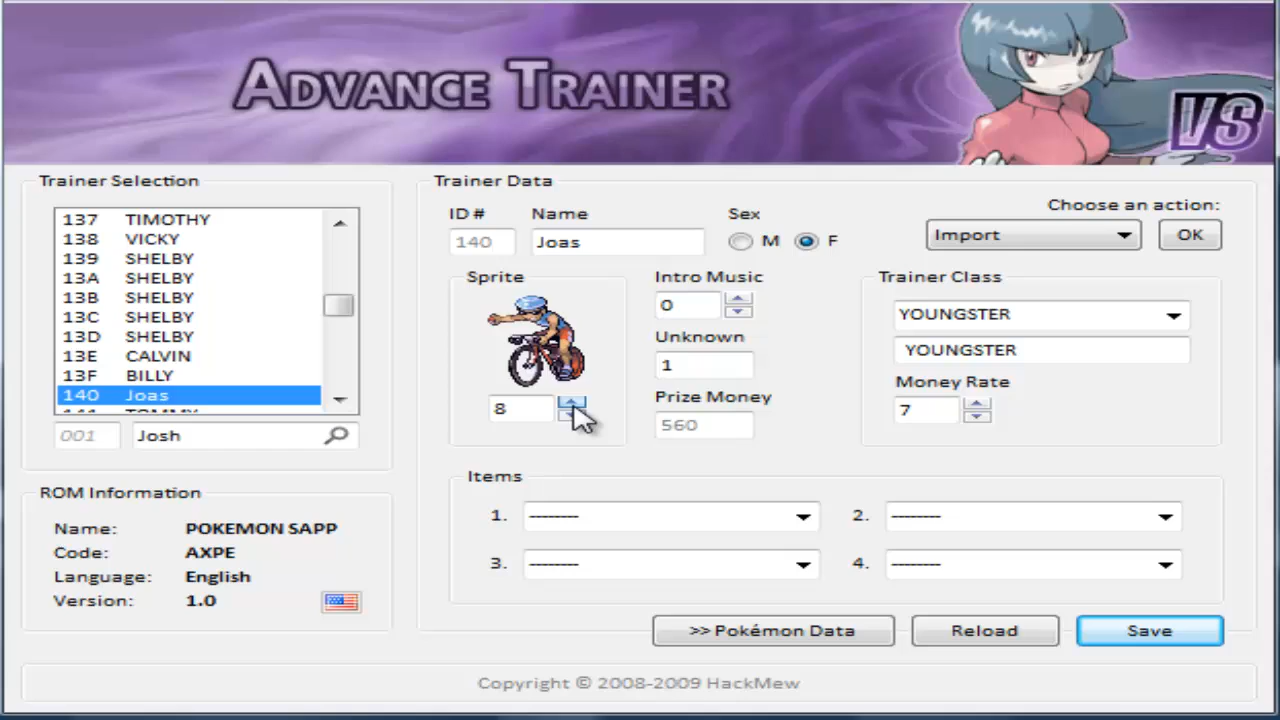 ADVANCE TRAINER
VS
Trainer Selection
137 TIMOTHY
138 VICKY
139 SHELBY
13A SHELBY
13B SHELBY
13C SHELBY
13D SHELBY
13E CALVIN
13F BILLY
140 Joas
141 TOMMY
001 Josh
ROM Information
Name: POKEMON SAPP
Code: AXPE
Language: English
Version: 1.0
Trainer Data
ID # Name Sex
140 Joas M F
Choose an action:
Import OK
Sprite
8
Intro Music
0
Unknown
1
Prize Money
560
Trainer Class
YOUNGSTER
YOUNGSTER
Money Rate
7
Items
1. -------- 2. --------
3. -------- 4. --------
>> Pokémon Data Reload Save
Copyright © 2008-2009 HackMew